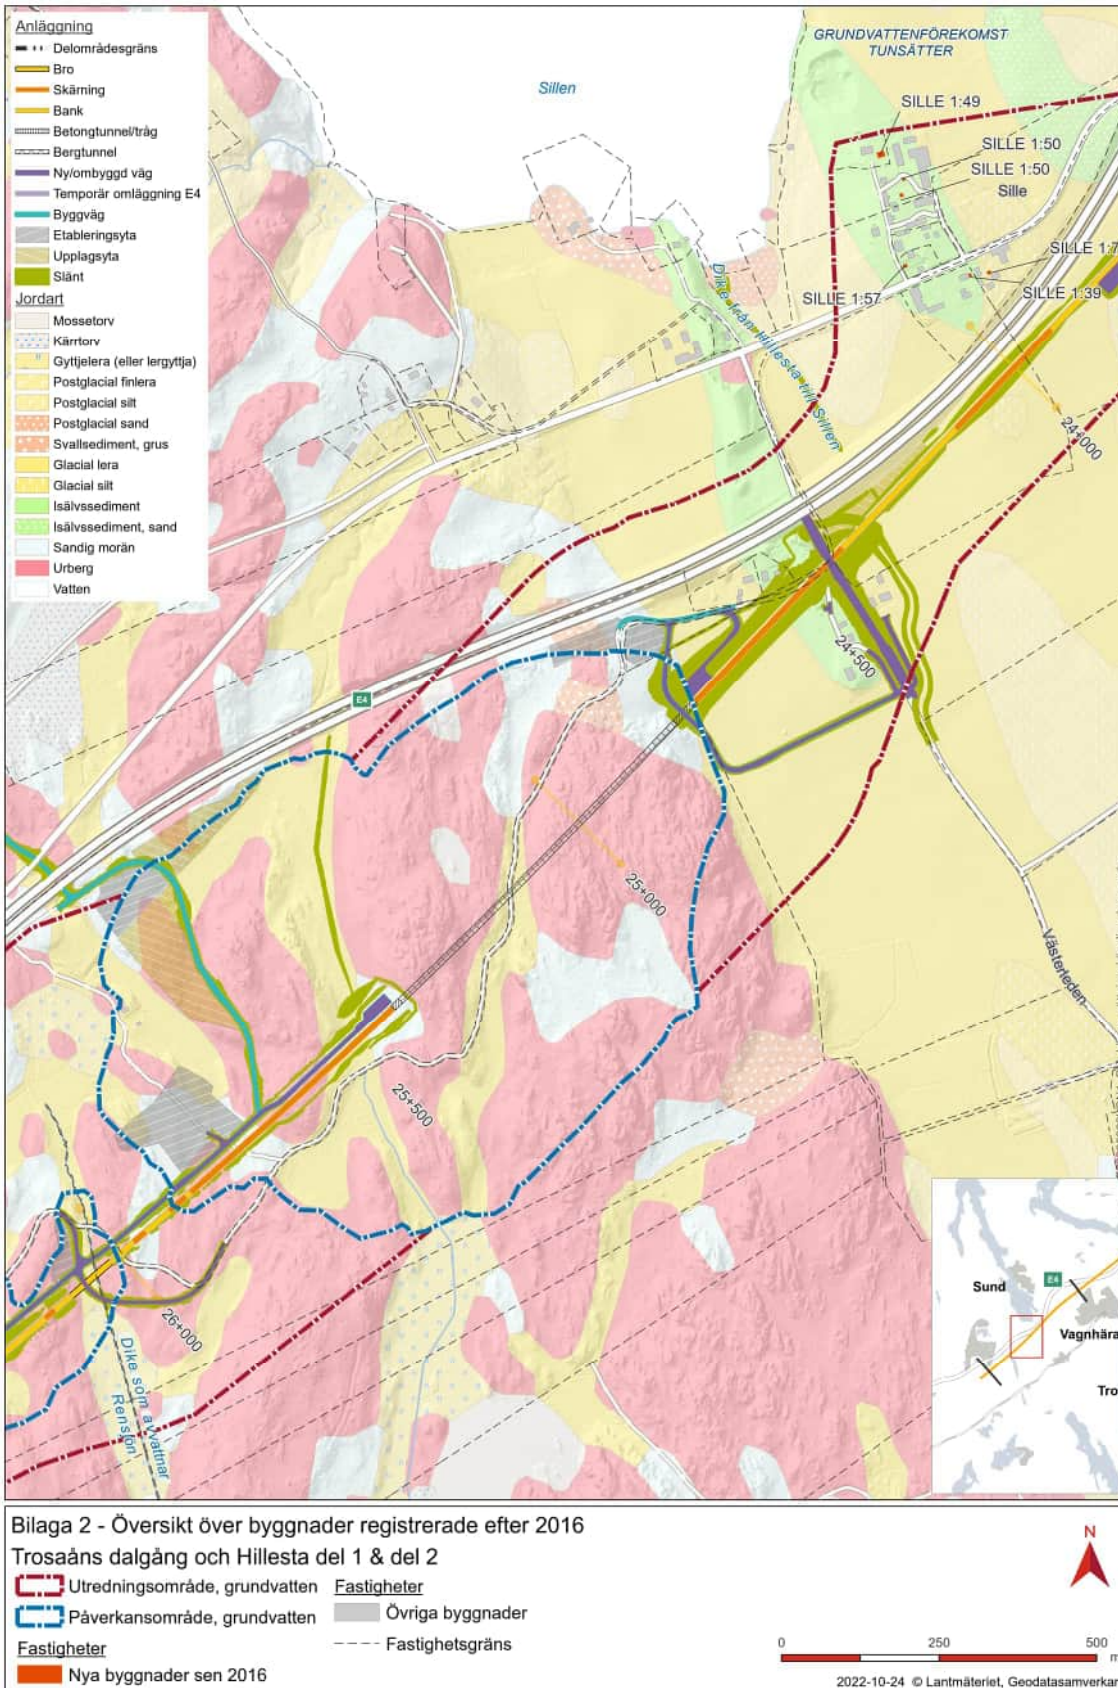 Anläggning
Delområdesgräns
Bro
Skärning
Bank
Betongtunnel/tråg
Bergtunnel
Ny/ombyggd väg
Temporär omläggning E4
Byggväg
Etableringsyta
Upplagsyta
Slänt
Jordart
Mossetorv
Kärrtorv
Gyttjelera (eller lergyttja)
Postglacial finlera
Postglacial silt
Postglacial sand
Svallsediment, grus
Glacial lera
Glacial silt
Isälvssediment
Isälvssediment, sand
Sandig morän
Urberg
Vatten
Sillen
GRUNDVATTENFÖREKOMST
TUNSÄTTER
SILLE 1:49
SILLE 1:50
SILLE 1:50
Sille
SILLE 1:7
SILLE 1:39
SILLE 1:57
Dike från Hillesta till Sillen
24+000
24+500
E4
25+000
Västerleden
25+500
26+000
Dike som avvattnar
Rensjön
Sund
E4
Vagnhära
Tro
Bilaga 2 - Översikt över byggnader registrerade efter 2016
Trosaåns dalgång och Hillesta del 1 & del 2
Utredningsområde, grundvatten
Påverkansområde, grundvatten
Fastigheter
Nya byggnader sen 2016
Fastigheter
Övriga byggnader
Fastighetsgräns
N
0 250 500
m
2022-10-24 © Lantmäteriet, Geodatasamverkan